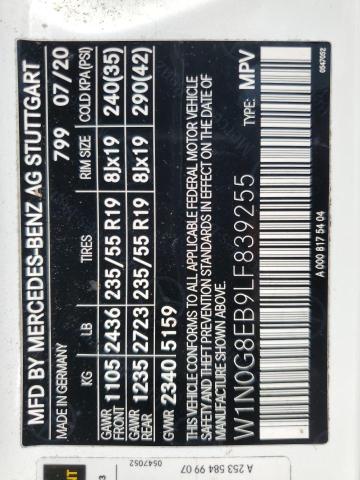 MFD BY MERCEDES-BENZ AG STUTTGART
IN GERMANY 799 07/20
KG LB TIRES RIM SIZE COLD KPA(PSI)
GAWR FRONT 1105 2436 235/55 R19 8Jx19 240(35)
GAWR REAR 1235 2723 235/55 R19 8Jx19 290(42)
GVWR 2340 5159
THIS VEHICLE CONFORMS TO ALL APPLICABLE FEDERAL MOTOR VEHICLE
SAFETY AND THEFT PREVENTION STANDARDS IN EFFECT ON THE DATE OF
MANUFACTURE SHOWN ABOVE.
W1N0G8EB9LF839255 TYPE: MPV
A 000 817 54 04
0547052
A 253 584 99 07
0547052